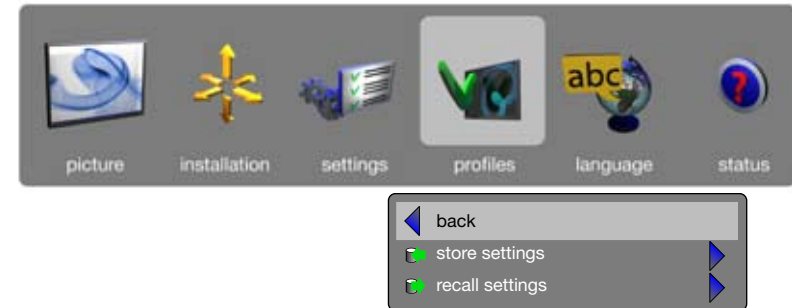 abc
?
picture installation settings profiles language status
back
store settings
recall settings